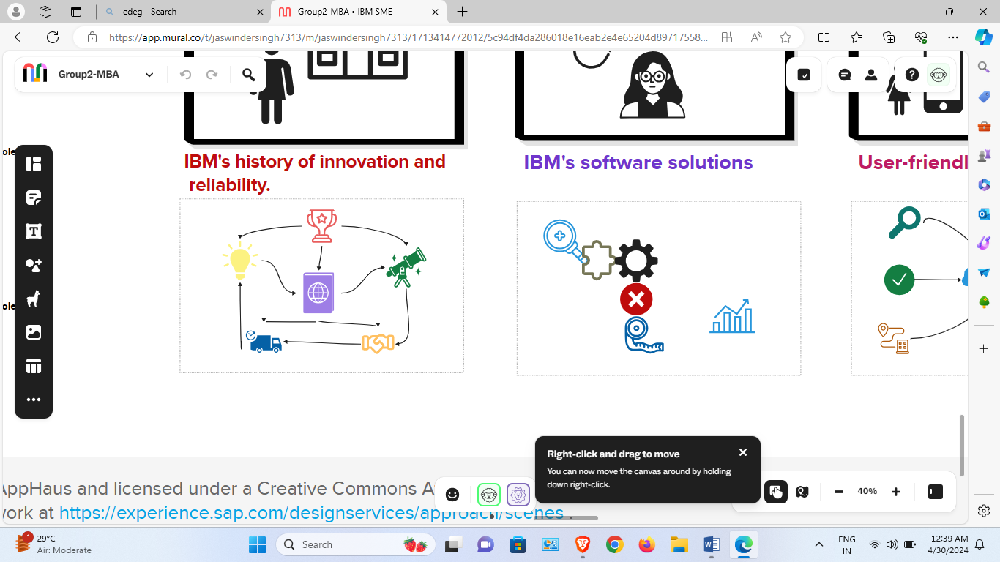 edeg - Search
Group2-MBA • IBM SME
https://app.mural.co/t/jaswindersingh7313/m/jaswindersingh7313/1713414772012/5c94df4da286018e16eab2e4e65204d89717558...
Group2-MBA
ole
IBM's history of innovation and
reliability.
IBM's software solutions
User-friendl
T
ole
Right-click and drag to move
You can now move the canvas around by holding
down right-click.
AppHaus and licensed under a Creative Commons A
work at https://experience.sap.com/designservices/approach/scenes .
40%
1
29°C
Air: Moderate
Search
ENG
IN
12:39 AM
4/30/2024